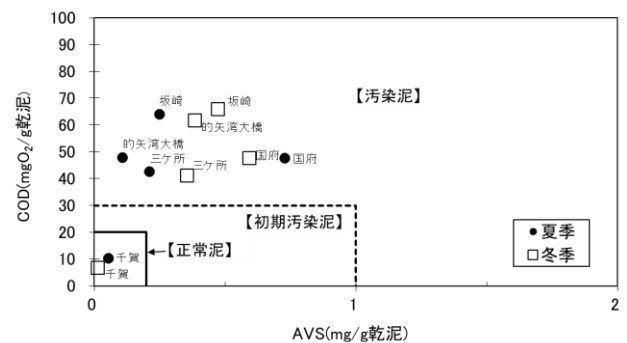 100
90
80
70
60
50
40
30
20
10
0
COD(mgO₂/g乾泥)
坂崎
坂崎
的矢湾大橋
的矢湾大橋
三ケ所
三ケ所
国府
国府
千賀
千賀
【汚染泥】
【初期汚染泥】
【正常泥】
夏季
冬季
0
1
2
AVS(mg/g乾泥)